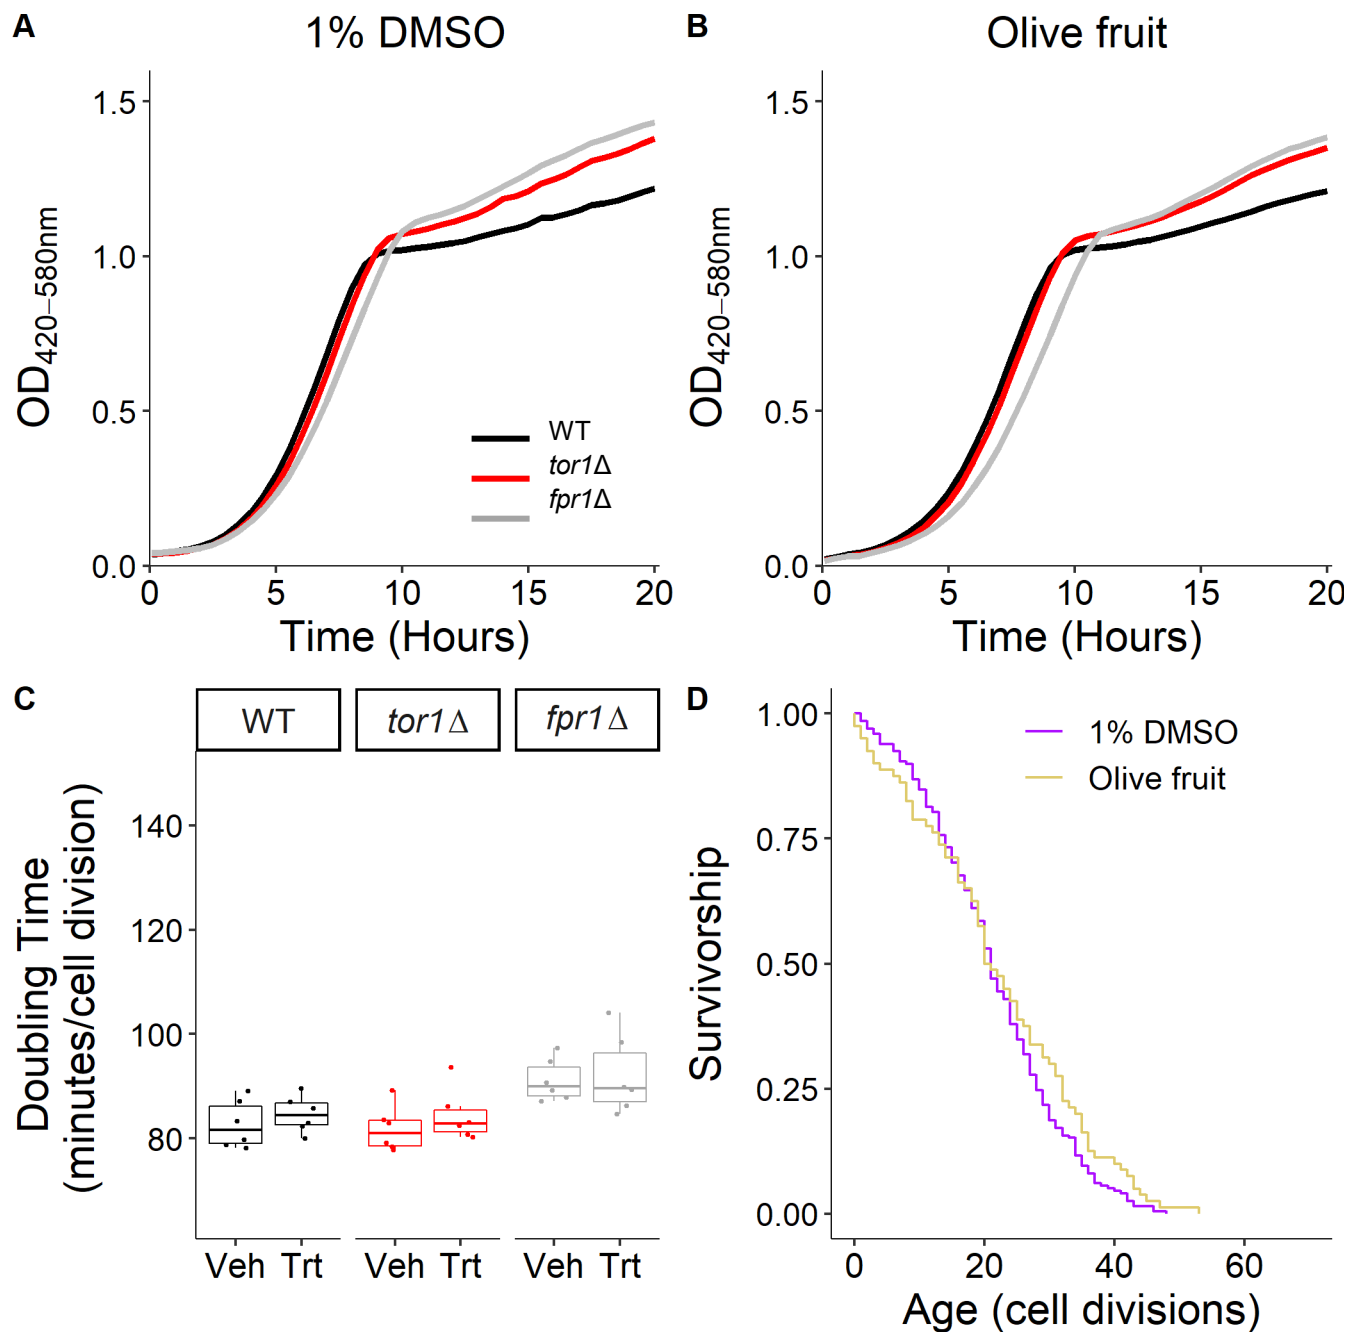 A
1% DMSO
1.5
1.0
0.5
0.0
OD420−580nm
WT
tor1Δ
fpr1Δ
0 5 10 15 20
Time (Hours)
B
Olive fruit
1.5
1.0
0.5
0.0
OD420−580nm
0 5 10 15 20
Time (Hours)
C
WT tor1Δ fpr1Δ
140
120
100
80
Doubling Time
(minutes/cell division)
Veh Trt Veh Trt Veh Trt
D
1.00
0.75
0.50
0.25
0.00
Survivorship
1% DMSO
Olive fruit
0 20 40 60
Age (cell divisions)